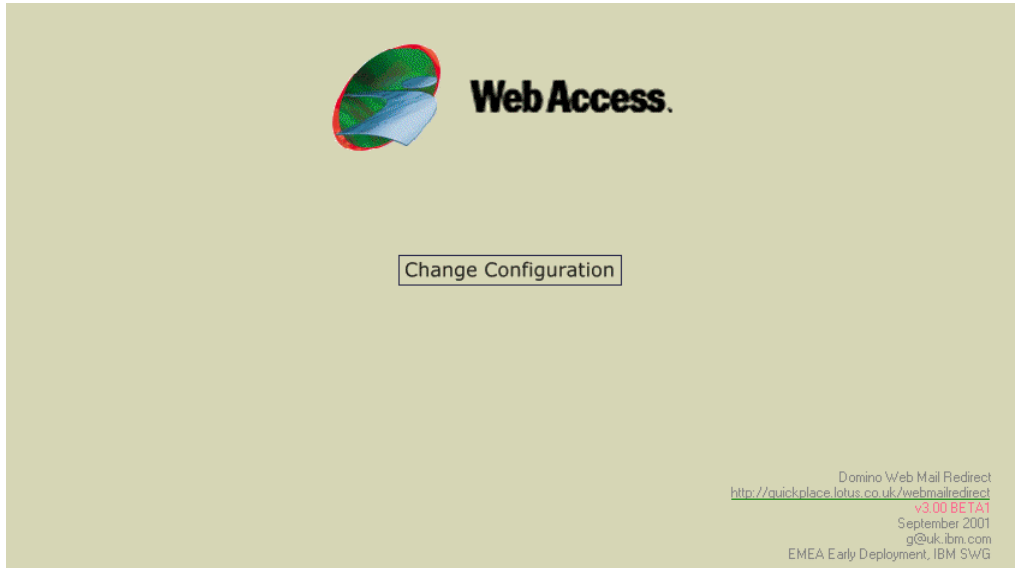 Web Access.
Change Configuration
Domino Web Mail Redirect
http://quickplace.lotus.co.uk/webmailredirect
v3.00 BETA1
September 2001
g@uk.ibm.com
EMEA Early Deployment, IBM SWG